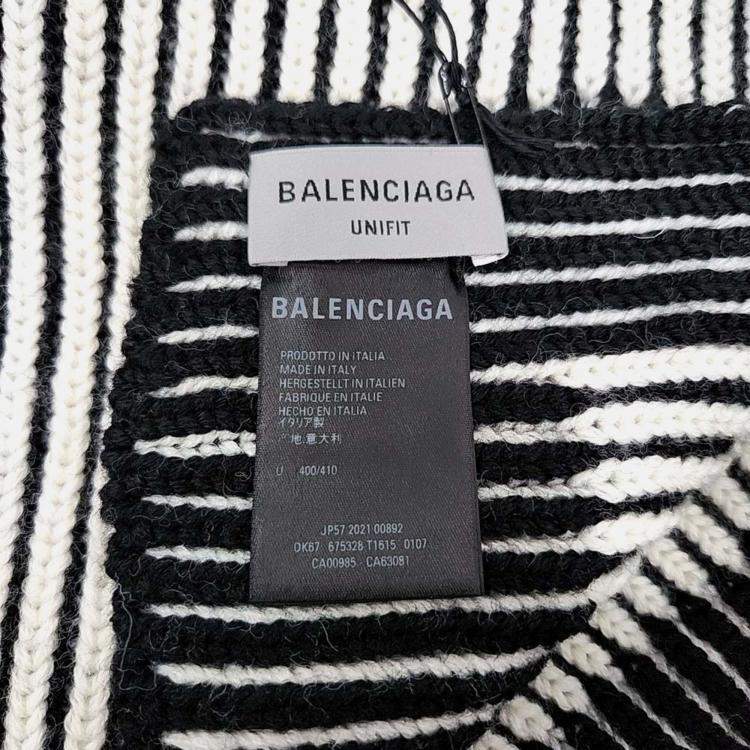 BALENCIAGA
UNIFIT
BALENCIAGA
PRODOTTO IN ITALIA
MADE IN ITALY
HERGESTELLT IN ITALIEN
FABRIQUE EN ITALIE
HECHO EN ITALIA
イタリア製
产地:意大利
U 400/410
JP57 2021 00892
OK67 675328 T1615 0107
CA00985 CA63081